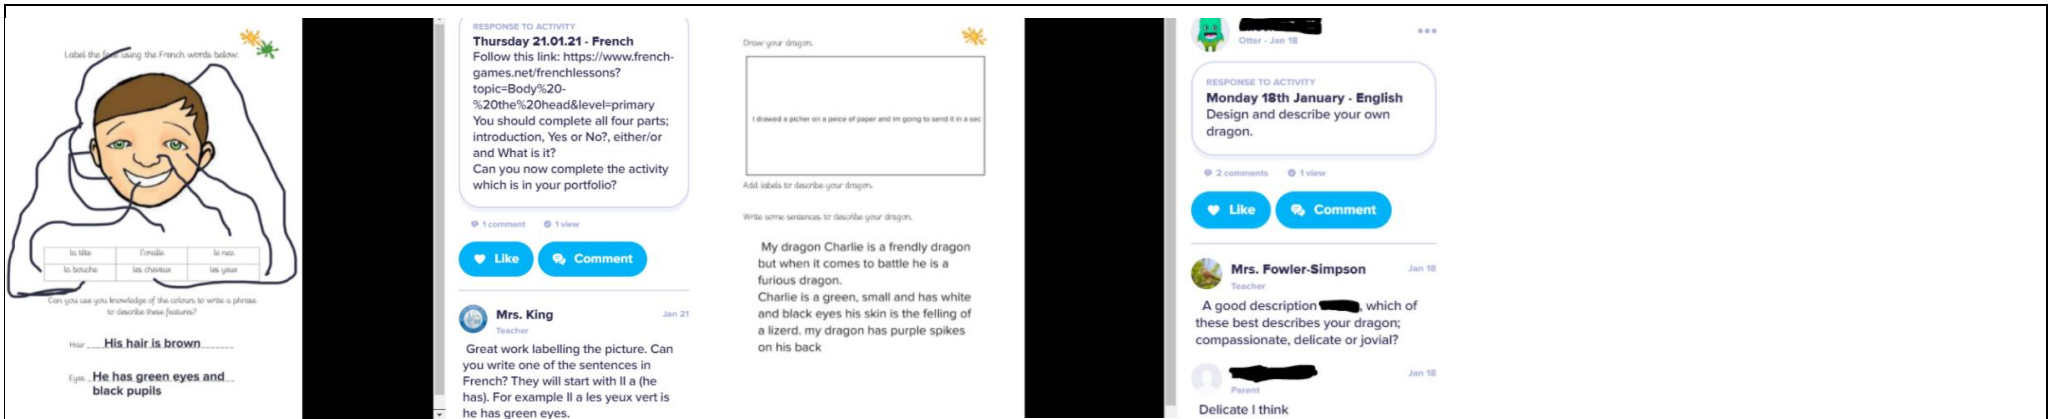 Label the face using the French words below.
la tête l'oreille le nez
la bouche les cheveux les yeux
Can you use you knowledge of the colours to write a phrase
to describe these features?
Hair His hair is brown
Eyes He has green eyes and
black pupils
RESPONSE TO ACTIVITY
Thursday 21.01.21 - French
Follow this link: https://www.french-
games.net/frenchlessons?
topic=Body%20-
%20the%20head&level=primary
You should complete all four parts;
introduction, Yes or No?, either/or
and What is it?
Can you now complete the activity
which is in your portfolio?
1 comment 1 view
Like Comment
Mrs. King Jan 21
Teacher
Great work labelling the picture. Can
you write one of the sentences in
French? They will start with Il a (he
has). For example Il a les yeux vert is
he has green eyes.
Draw your dragon.
I drawed a picher on a peice of paper and im going to send it in a sec
Add labels to describe your dragon.
Write some sentences to describe your dragon.
My dragon Charlie is a frendly dragon
but when it comes to battle he is a
furious dragon.
Charlie is a green, small and has white
and black eyes his skin is the felling of
a lizerd. my dragon has purple spikes
on his back
Otter - Jan 18
RESPONSE TO ACTIVITY
Monday 18th January - English
Design and describe your own
dragon.
2 comments 1 view
Like Comment
Mrs. Fowler-Simpson Jan 18
Teacher
A good description , which of
these best describes your dragon;
compassionate, delicate or jovial?
Jan 18
Parent
Delicate I think